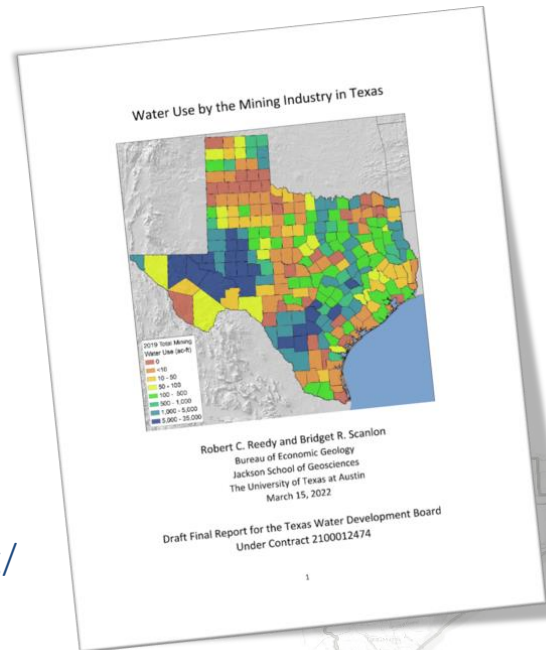 Water Use by the Mining Industry in Texas
2019 Total Mining
Water Use (ac-ft)
0
<10
10 - 50
50 - 100
100 - 500
500 - 1,000
1,000 - 5,000
5,000 - 25,000
Robert C. Reedy and Bridget R. Scanlon
Bureau of Economic Geology
Jackson School of Geosciences
The University of Texas at Austin
March 15, 2022
Draft Final Report for the Texas Water Development Board
Under Contract 2100012474
1
/